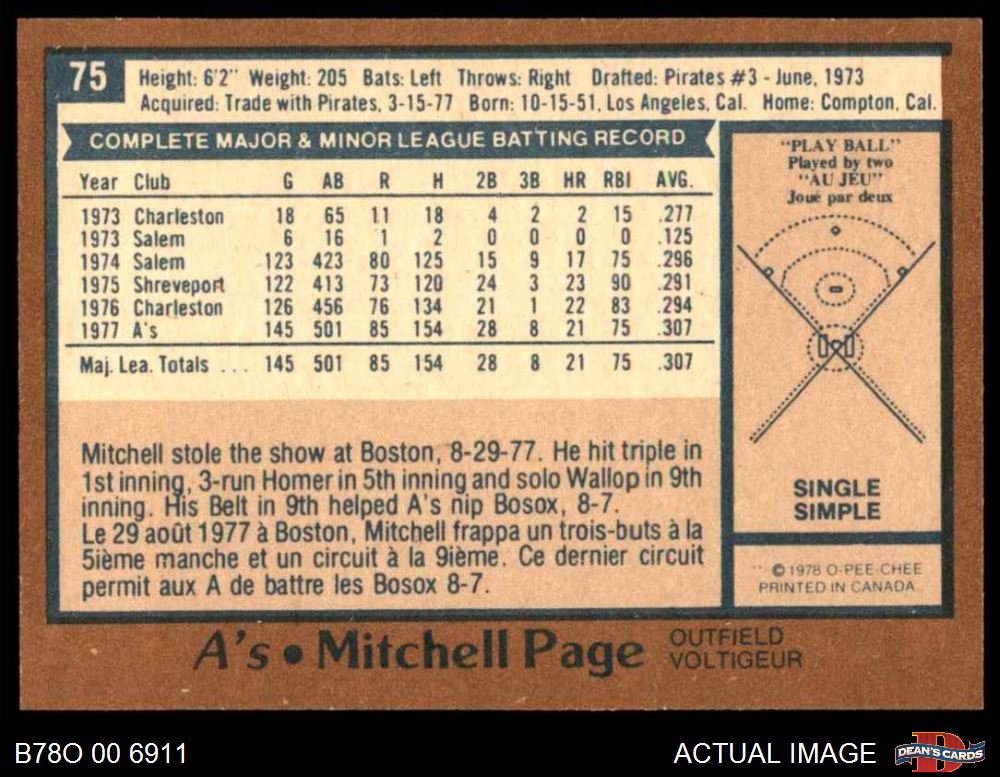 75
Height: 6'2" Weight: 205 Bats: Left Throws: Right Drafted: Pirates #3 - June, 1973
Acquired: Trade with Pirates, 3-15-77 Born: 10-15-51, Los Angeles, Cal. Home: Compton, Cal.
COMPLETE MAJOR & MINOR LEAGUE BATTING RECORD
Year Club G AB R H 2B 3B HR RBI AVG.
1973 Charleston 18 65 11 18 4 2 2 15 .277
1973 Salem 6 16 1 2 0 0 0 0 .125
1974 Salem 123 423 80 125 15 9 17 75 .296
1975 Shreveport 122 413 73 120 24 3 23 90 .291
1976 Charleston 126 456 76 134 21 1 22 83 .294
1977 A's 145 501 85 154 28 8 21 75 .307
Maj. Lea. Totals ... 145 501 85 154 28 8 21 75 .307
Mitchell stole the show at Boston, 8-29-77. He hit triple in
1st inning, 3-run Homer in 5th inning and solo Wallop in 9th
inning. His Belt in 9th helped A's nip Bosox, 8-7.
Le 29 août 1977 à Boston, Mitchell frappa un trois-buts à la
5ième manche et un circuit à la 9ième. Ce dernier circuit
permit aux A de battre les Bosox 8-7.
"PLAY BALL"
Played by two
"AU JEU"
Joué par deux
SINGLE
SIMPLE
© 1978 O-PEE-CHEE
PRINTED IN CANADA
A's • Mitchell Page
OUTFIELD
VOLTIGEUR
B78O 00 6911
ACTUAL IMAGE
DEAN'S CARDS